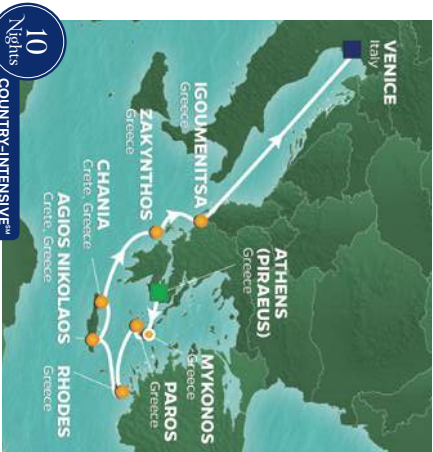 10
Nights
COUNTRY-INTENSIVE℠
VENICE
Italy
IGOUMENITSA
Greece
ZAKYNTHOS
Greece
CHANIA
Crete, Greece
AGIOS NIKOLAOS
Crete, Greece
ATHENS
(PIRAEUS)
Greece
MYKONOS
Greece
PAROS
Greece
RHODES
Greece